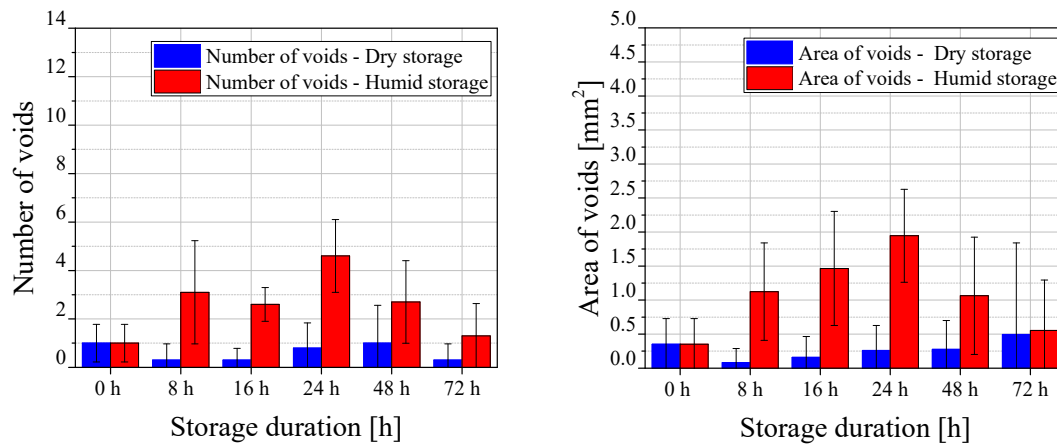 14
12
10
8
6
4
2
0
Number of voids
Number of voids - Dry storage
Number of voids - Humid storage
0 h 8 h 16 h 24 h 48 h 72 h
Storage duration [h]
5.0
4.5
4.0
3.5
3.0
2.5
2.0
1.5
1.0
0.5
0.0
Area of voids [mm²]
Area of voids - Dry storage
Area of voids - Humid storage
0 h 8 h 16 h 24 h 48 h 72 h
Storage duration [h]